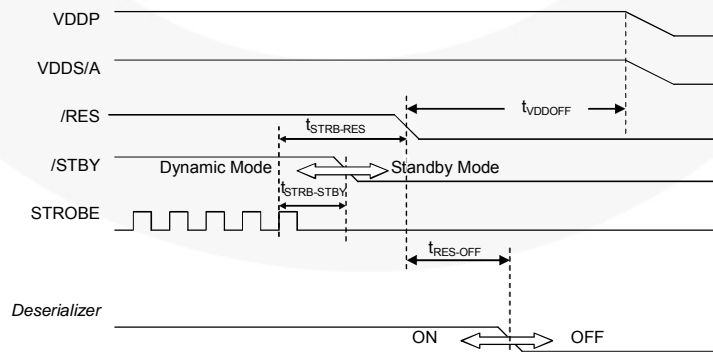 VDDP
VDDS/A
/RES
tVDDOFF
tSTRB-RES
/STBY
Dynamic Mode
Standby Mode
tSTRB-STBY
STROBE
tRES-OFF
Deserializer
ON
OFF